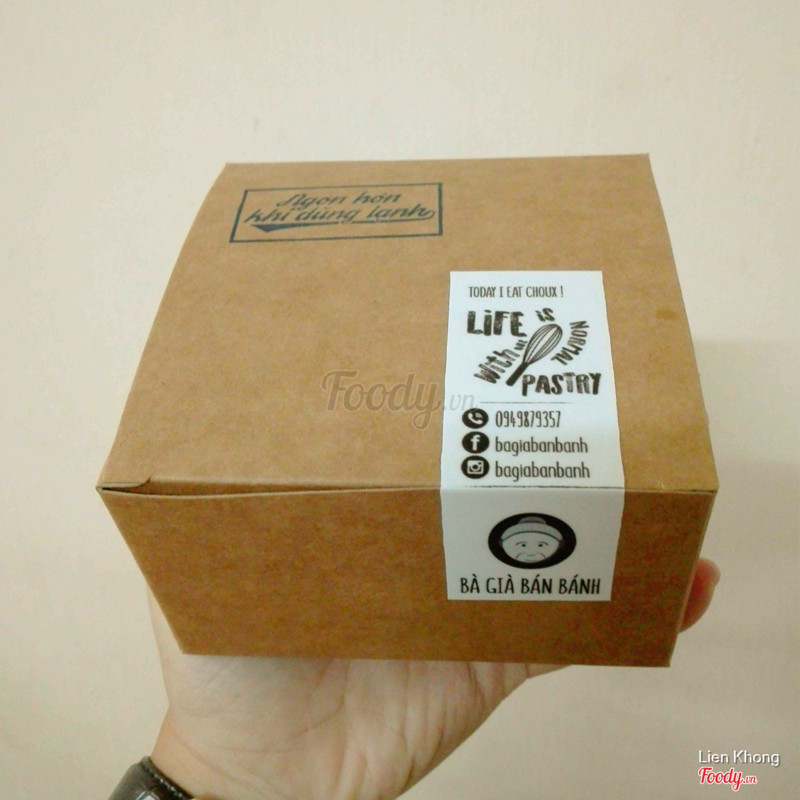 Ngon hơn
khi dùng lạnh
TODAY I EAT CHOUX !
LIFE is
NORMAL
with out
PASTRY
Foody.vn
0949879357
bagiabanbanh
bagiabanbanh
BÀ GIÀ BÁN BÁNH
Lien Khong
Foody.vn